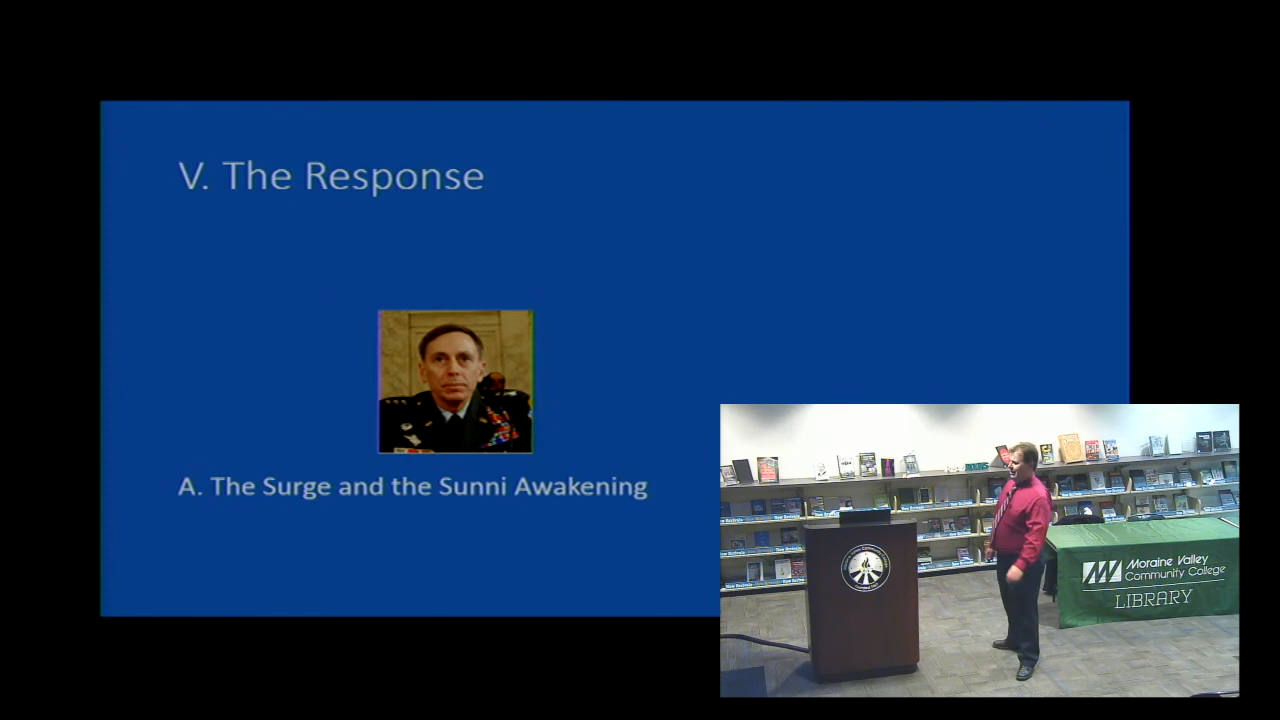 V. The Response
A. The Surge and the Sunni Awakening
Moraine Valley
Community College
LIBRARY